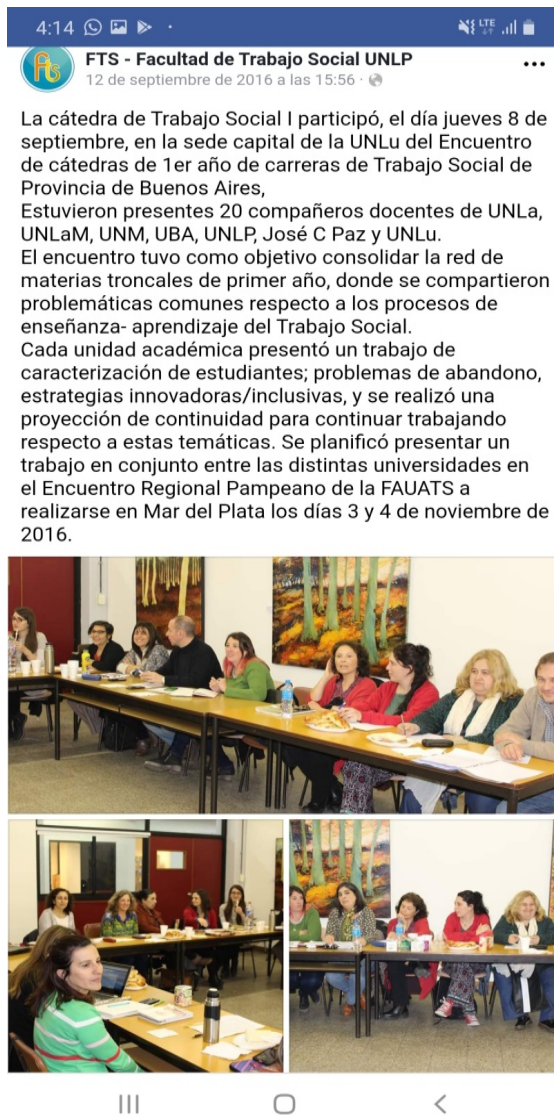 4:14
LTE
FTS - Facultad de Trabajo Social UNLP
12 de septiembre de 2016 a las 15:56 ·
fts
La cátedra de Trabajo Social I participó, el día jueves 8 de
septiembre, en la sede capital de la UNLu del Encuentro
de cátedras de 1er año de carreras de Trabajo Social de
Provincia de Buenos Aires,
Estuvieron presentes 20 compañeros docentes de UNLa,
UNLaM, UNM, UBA, UNLP, José C Paz y UNLu.
El encuentro tuvo como objetivo consolidar la red de
materias troncales de primer año, donde se compartieron
problemáticas comunes respecto a los procesos de
enseñanza- aprendizaje del Trabajo Social.
Cada unidad académica presentó un trabajo de
caracterización de estudiantes; problemas de abandono,
estrategias innovadoras/inclusivas, y se realizó una
proyección de continuidad para continuar trabajando
respecto a estas temáticas. Se planificó presentar un
trabajo en conjunto entre las distintas universidades en
el Encuentro Regional Pampeano de la FAUATS a
realizarse en Mar del Plata los días 3 y 4 de noviembre de
2016.